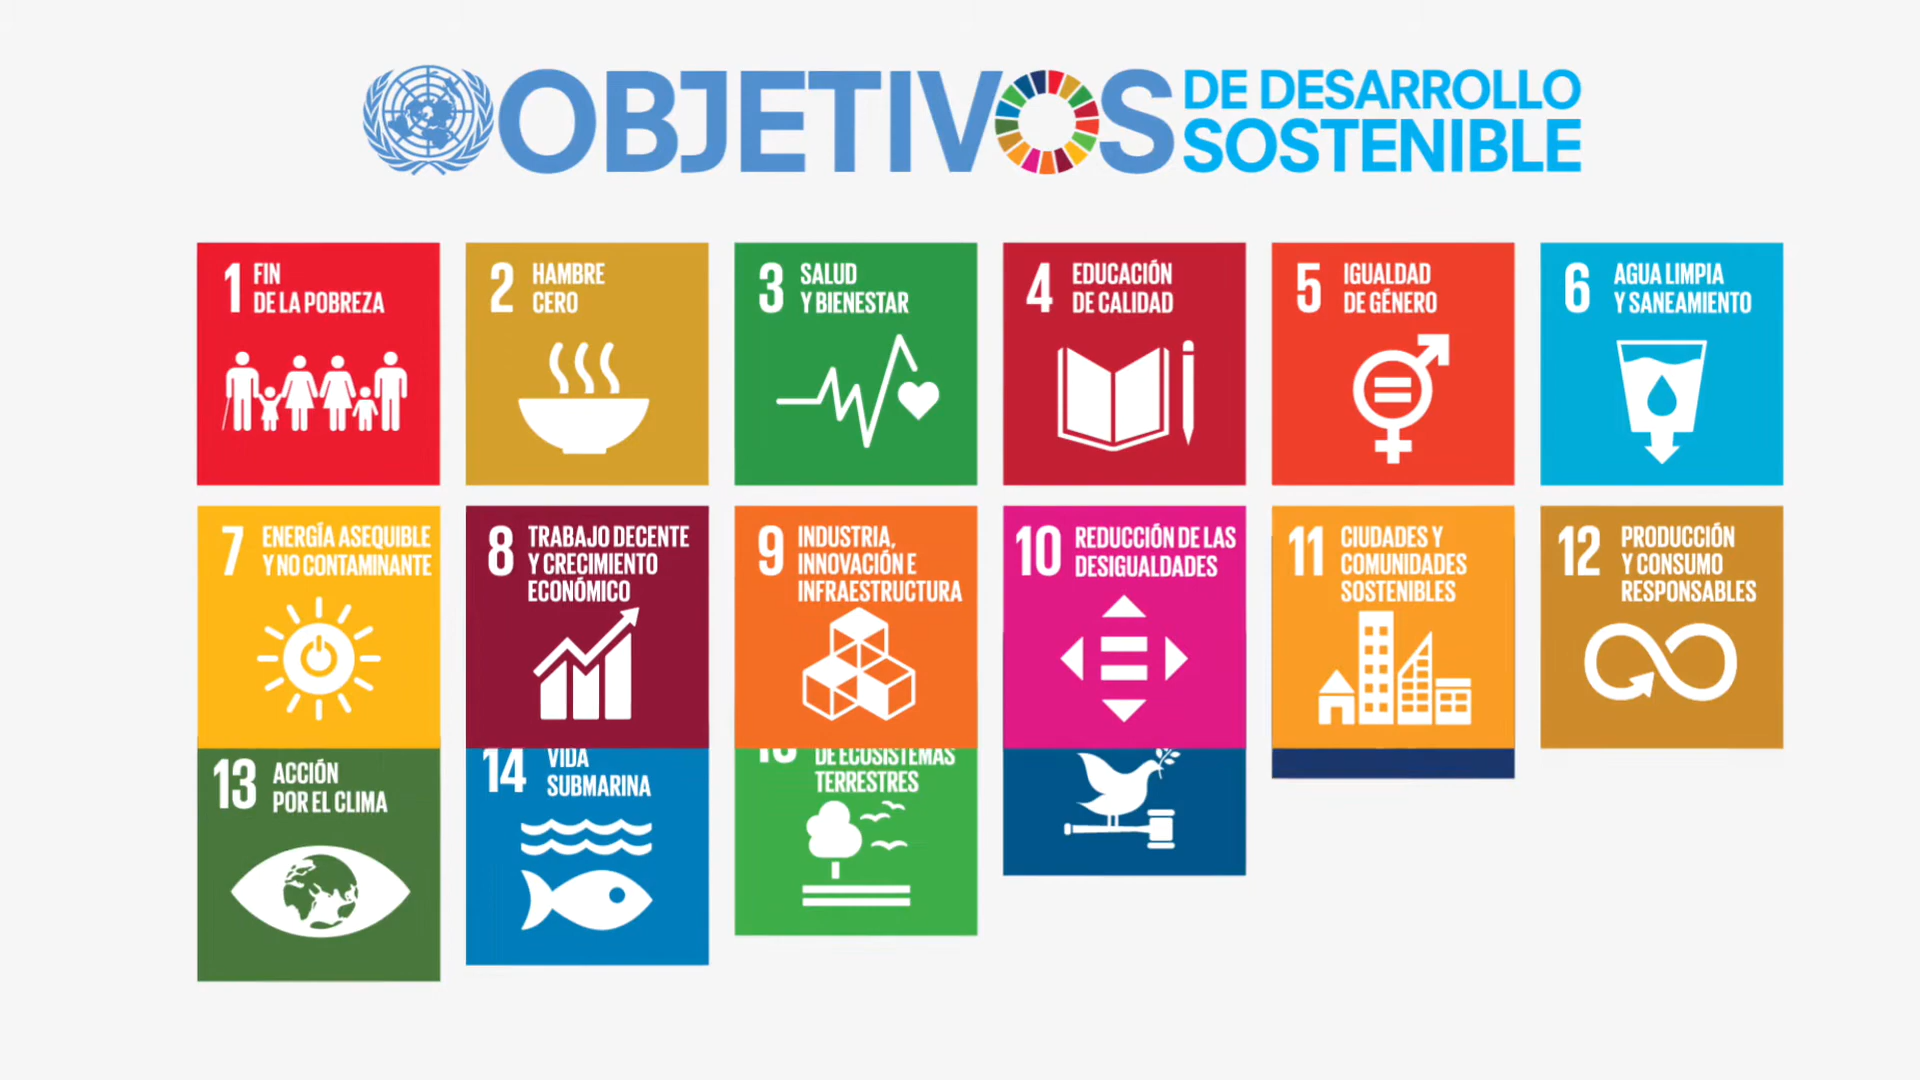 OBJETIVOS
DE DESARROLLO
SOSTENIBLE
1 FIN
DE LA POBREZA
2 HAMBRE
CERO
3 SALUD
Y BIENESTAR
4 EDUCACIÓN
DE CALIDAD
5 IGUALDAD
DE GÉNERO
6 AGUA LIMPIA
Y SANEAMIENTO
7 ENERGÍA ASEQUIBLE
Y NO CONTAMINANTE
8 TRABAJO DECENTE
Y CRECIMIENTO
ECONÓMICO
9 INDUSTRIA,
INNOVACIÓN E
INFRAESTRUCTURA
10 REDUCCIÓN DE LAS
DESIGUALDADES
11 CIUDADES Y
COMUNIDADES
SOSTENIBLES
12 PRODUCCIÓN
Y CONSUMO
RESPONSABLES
13 ACCIÓN
POR EL CLIMA
14 VIDA
SUBMARINA
DE ECOSISTEMAS
TERRESTRES